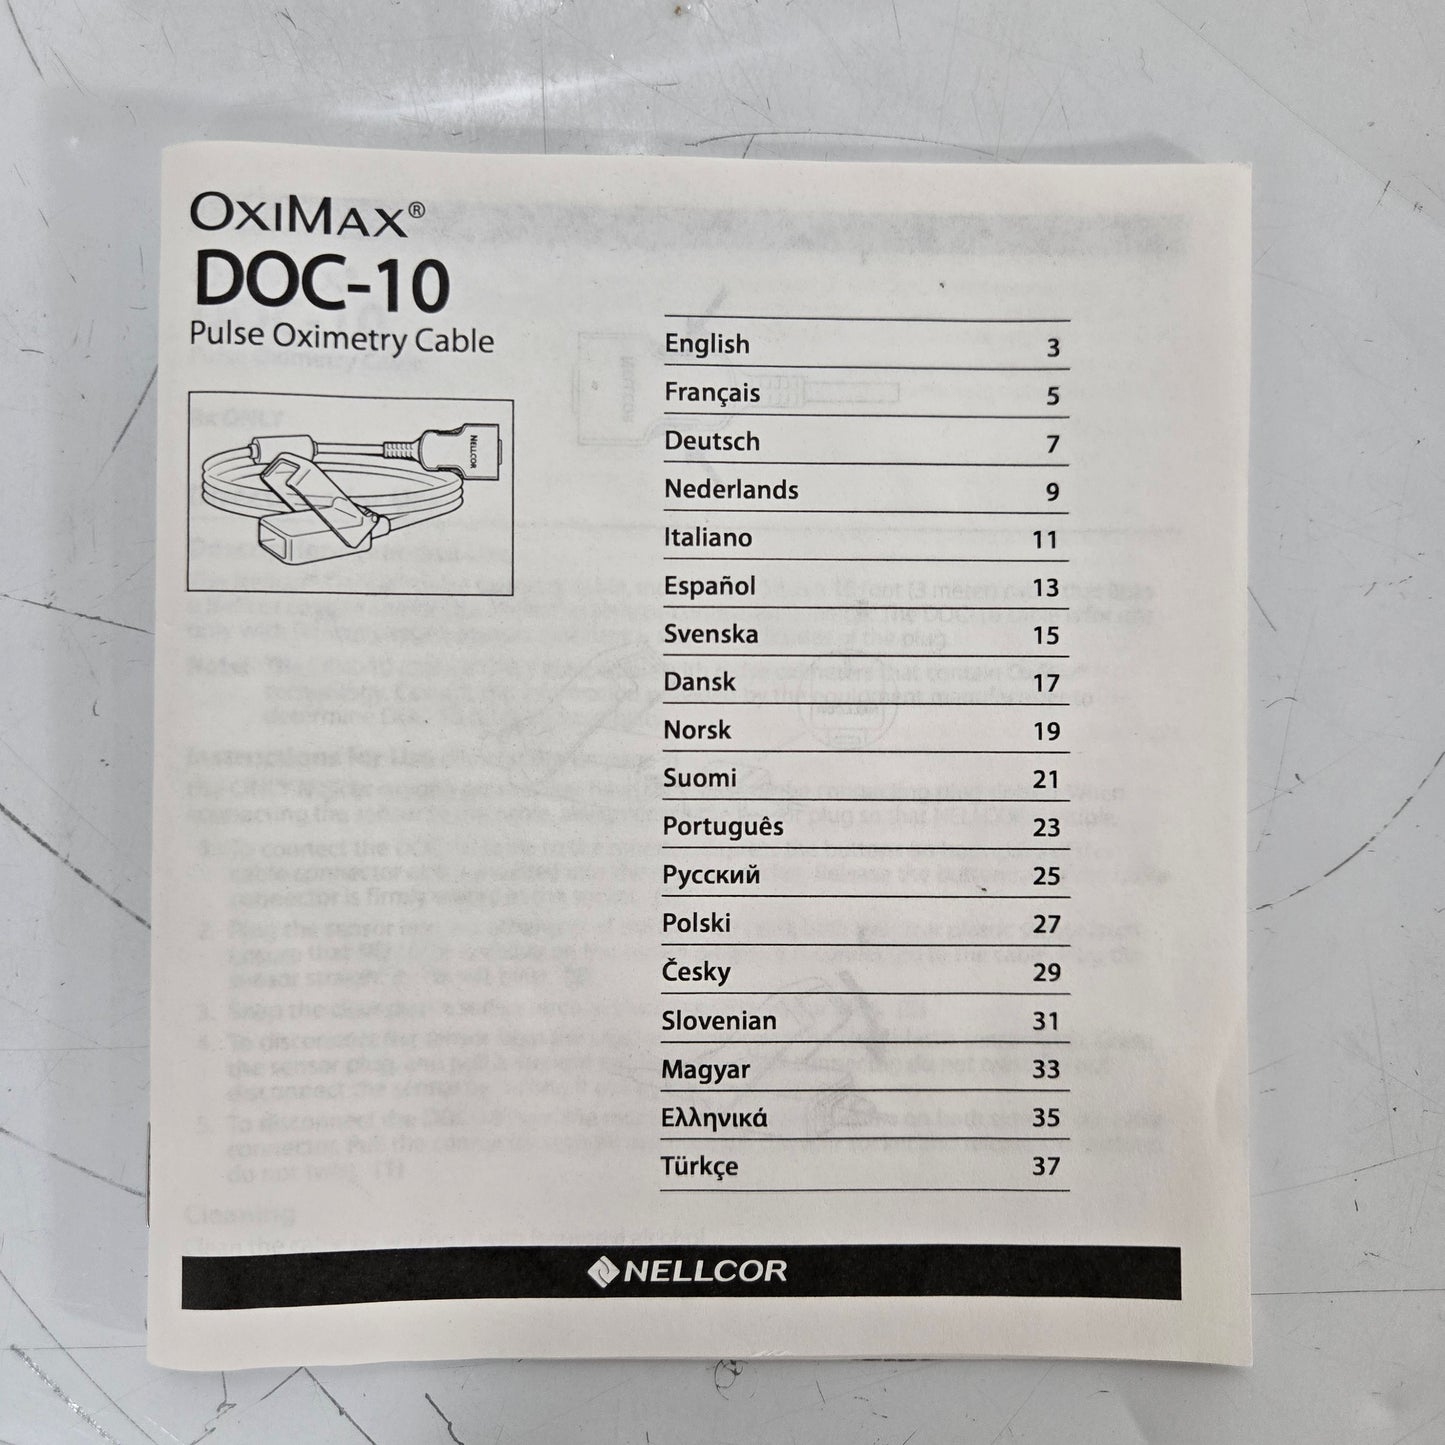 OXIMAX®
DOC-10
Pulse Oximetry Cable
NELLCOR
English 3
Français 5
Deutsch 7
Nederlands 9
Italiano 11
Español 13
Svenska 15
Dansk 17
Norsk 19
Suomi 21
Português 23
Русский 25
Polski 27
Česky 29
Slovenian 31
Magyar 33
Ελληνικά 35
Türkçe 37
NELLCOR